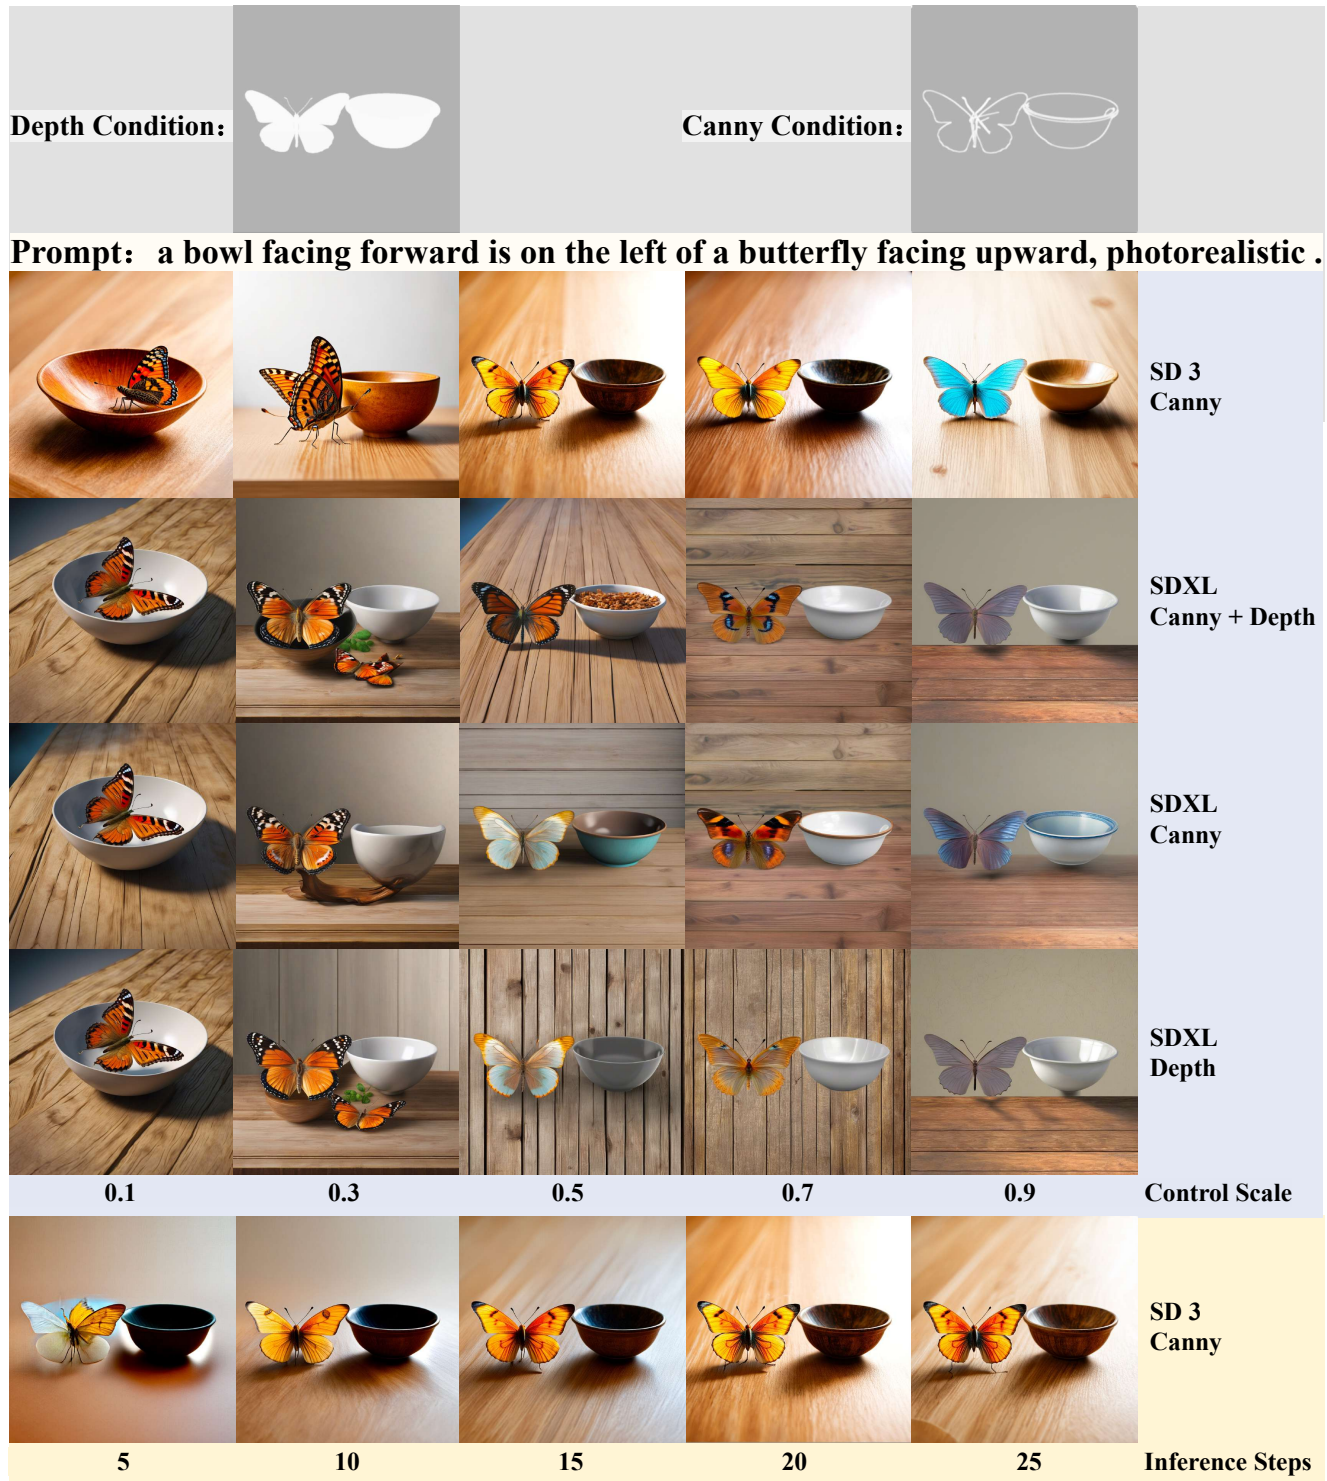 Depth Condition：
Canny Condition：
Prompt： a bowl facing forward is on the left of a butterfly facing upward, photorealistic .
SD 3
Canny
SDXL
Canny + Depth
SDXL
Canny
SDXL
Depth
0.1 0.3 0.5 0.7 0.9 Control Scale
SD 3
Canny
5 10 15 20 25 Inference Steps